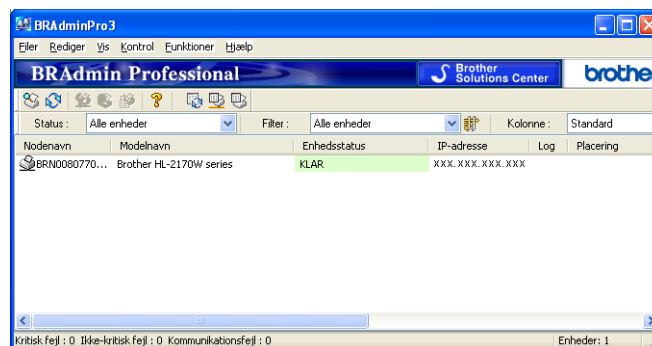 BRAdminPro3
Filer Rediger Vis Kontrol Funktioner Hjælp
BRAdmin Professional Brother Solutions Center brothe
Status : Alle enheder Filter : Alle enheder Kolonne : Standard
Nodenavn Modelnavn Enhedsstatus IP-adresse Log Placering
BRN0080770... Brother HL-2170W series KLAR XXX.XXX.XXX.XXX
Kritisk fejl : 0 Ikke-kritisk fejl : 0 Kommunikationsfejl : 0 Enheder: 1